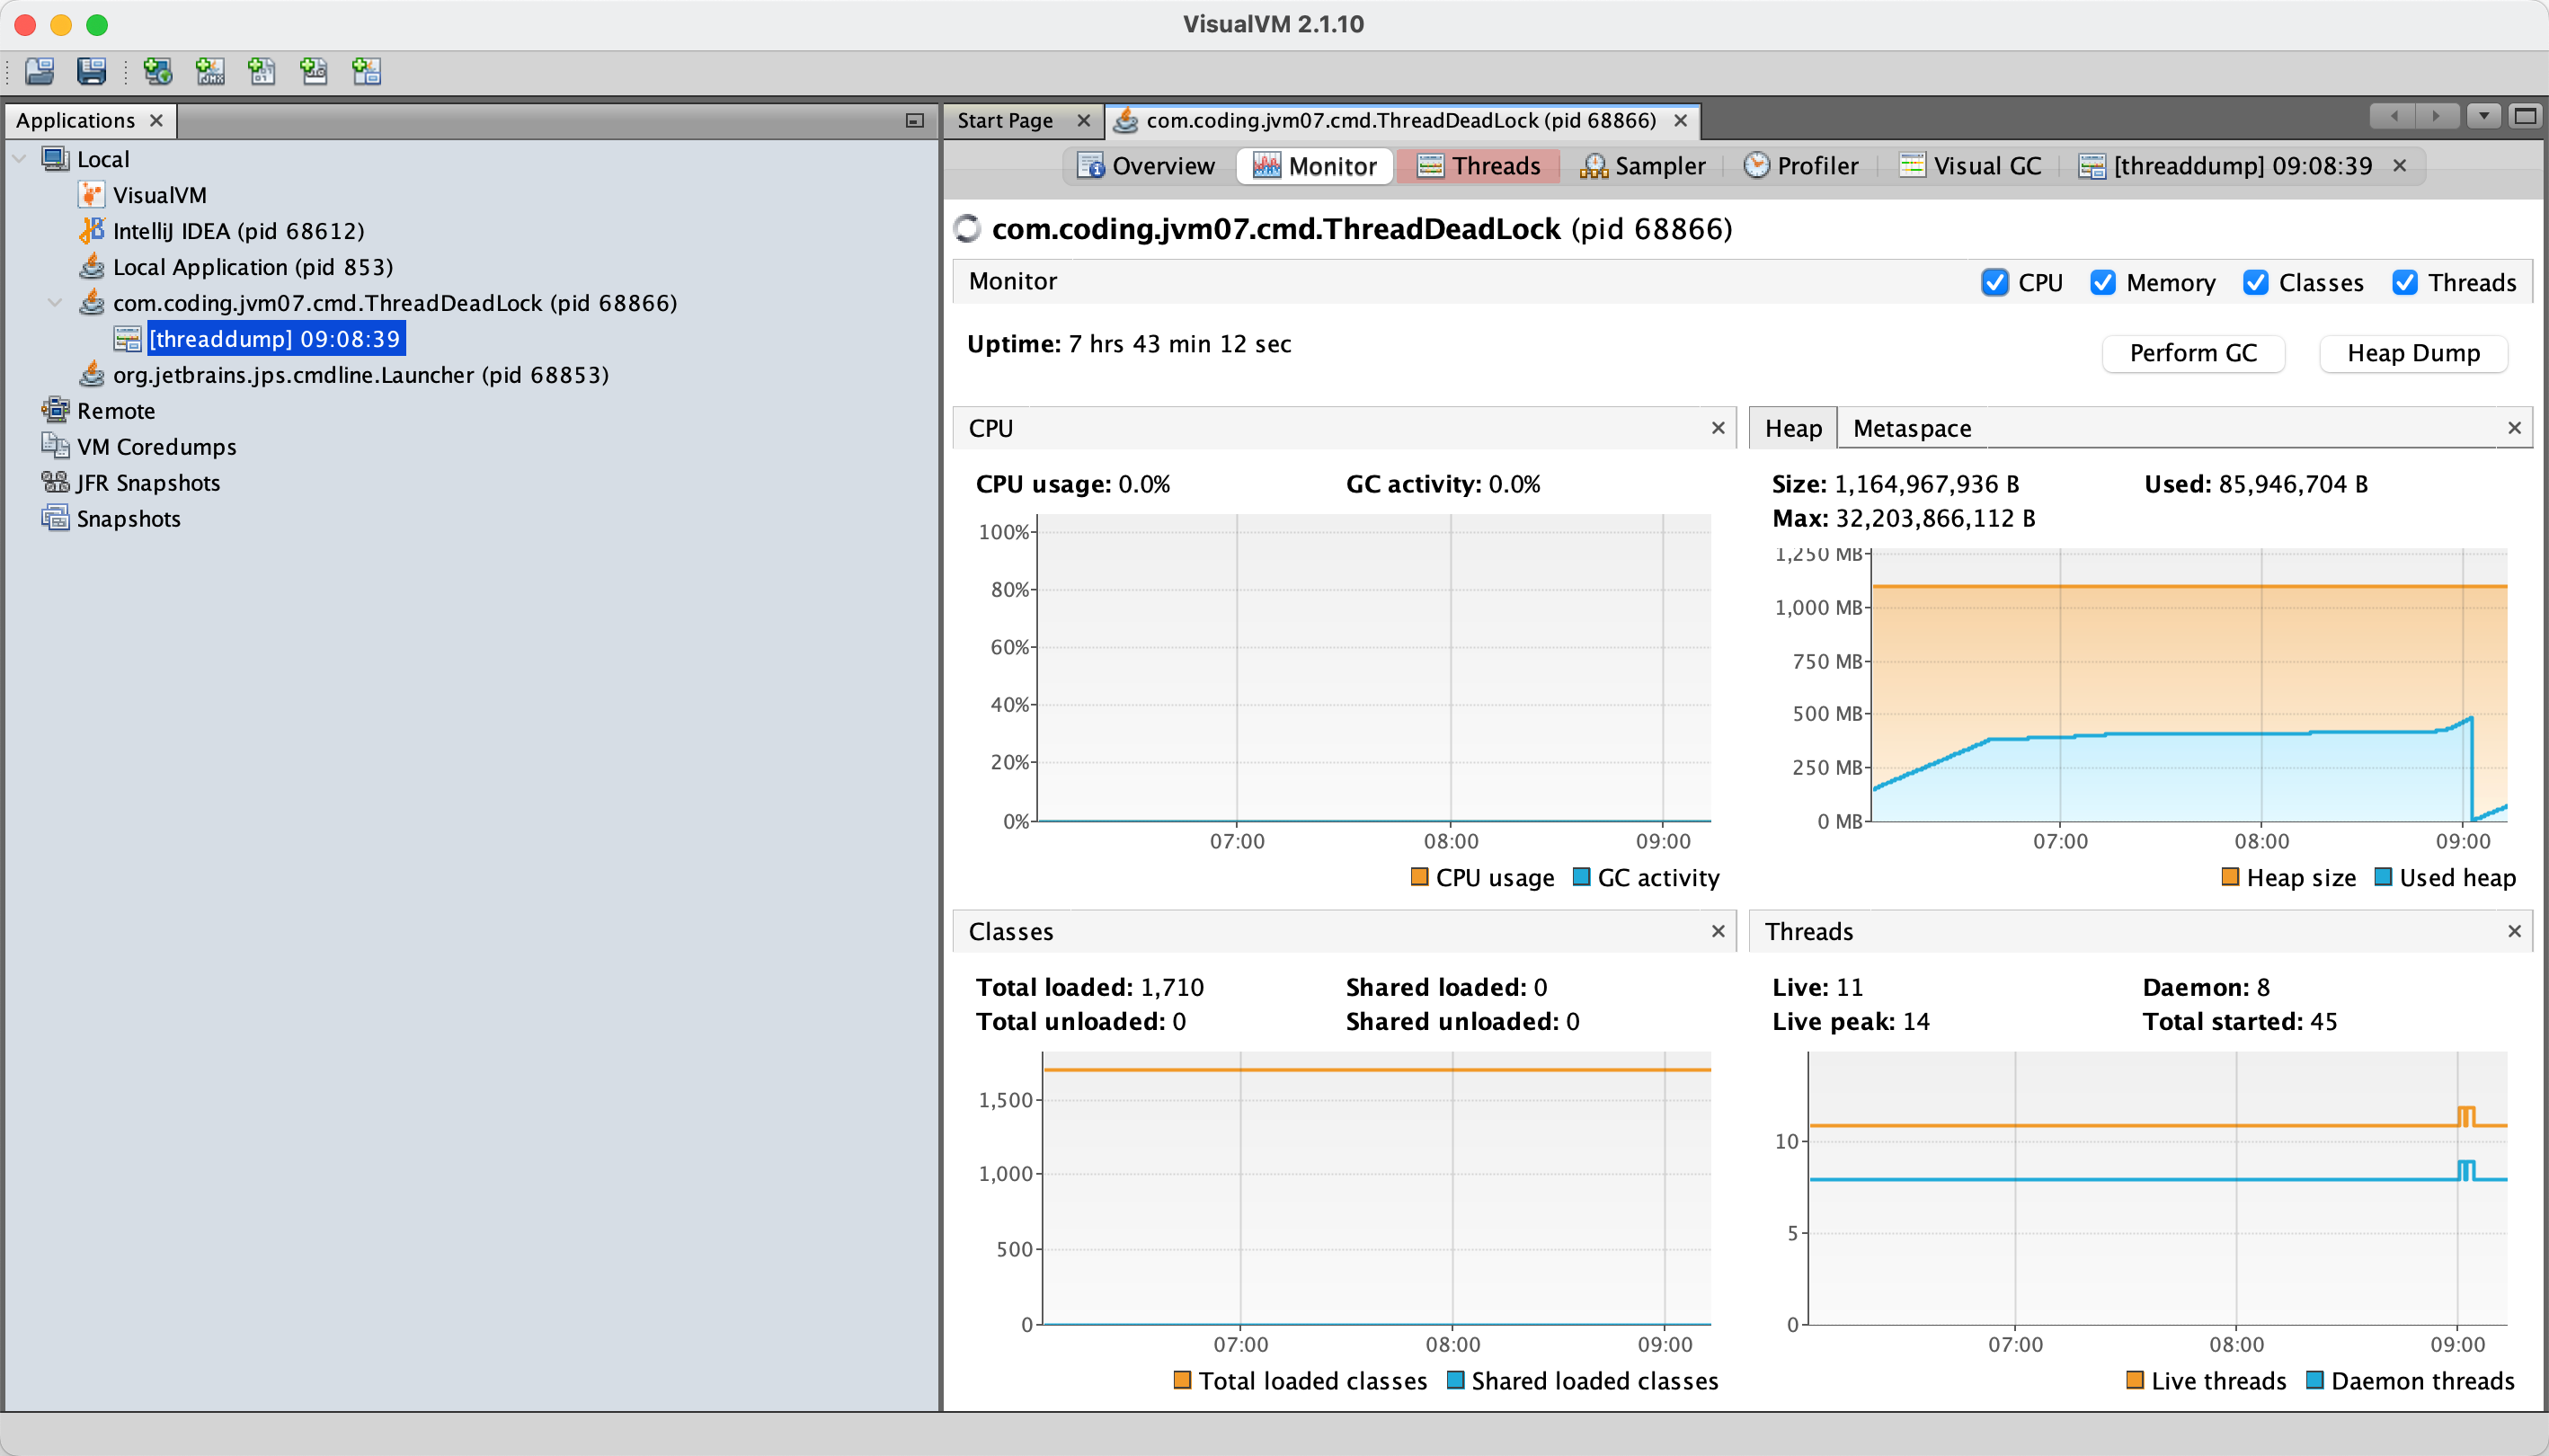 VisualVM 2.1.10
Applications
Local
VisualVM
IntelliJ IDEA (pid 68612)
Local Application (pid 853)
com.coding.jvm07.cmd.ThreadDeadLock (pid 68866)
[threaddump] 09:08:39
org.jetbrains.jps.cmdline.Launcher (pid 68853)
Remote
VM Coredumps
JFR Snapshots
Snapshots
Start Page
com.coding.jvm07.cmd.ThreadDeadLock (pid 68866)
Overview Monitor Threads Sampler Profiler Visual GC [threaddump] 09:08:39
com.coding.jvm07.cmd.ThreadDeadLock (pid 68866)
Monitor CPU Memory Classes Threads
Uptime: 7 hrs 43 min 12 sec
Perform GC Heap Dump
CPU
CPU usage: 0.0% GC activity: 0.0%
100%
80%
60%
40%
20%
0%
07:00 08:00 09:00
CPU usage GC activity
Heap Metaspace
Size: 1,164,967,936 B Used: 85,946,704 B
Max: 32,203,866,112 B
1,250 MB
1,000 MB
750 MB
500 MB
250 MB
0 MB
07:00 08:00 09:00
Heap size Used heap
Classes
Total loaded: 1,710 Shared loaded: 0
Total unloaded: 0 Shared unloaded: 0
1,500
1,000
500
0
07:00 08:00 09:00
Total loaded classes Shared loaded classes
Threads
Live: 11 Daemon: 8
Live peak: 14 Total started: 45
10
5
0
07:00 08:00 09:00
Live threads Daemon threads